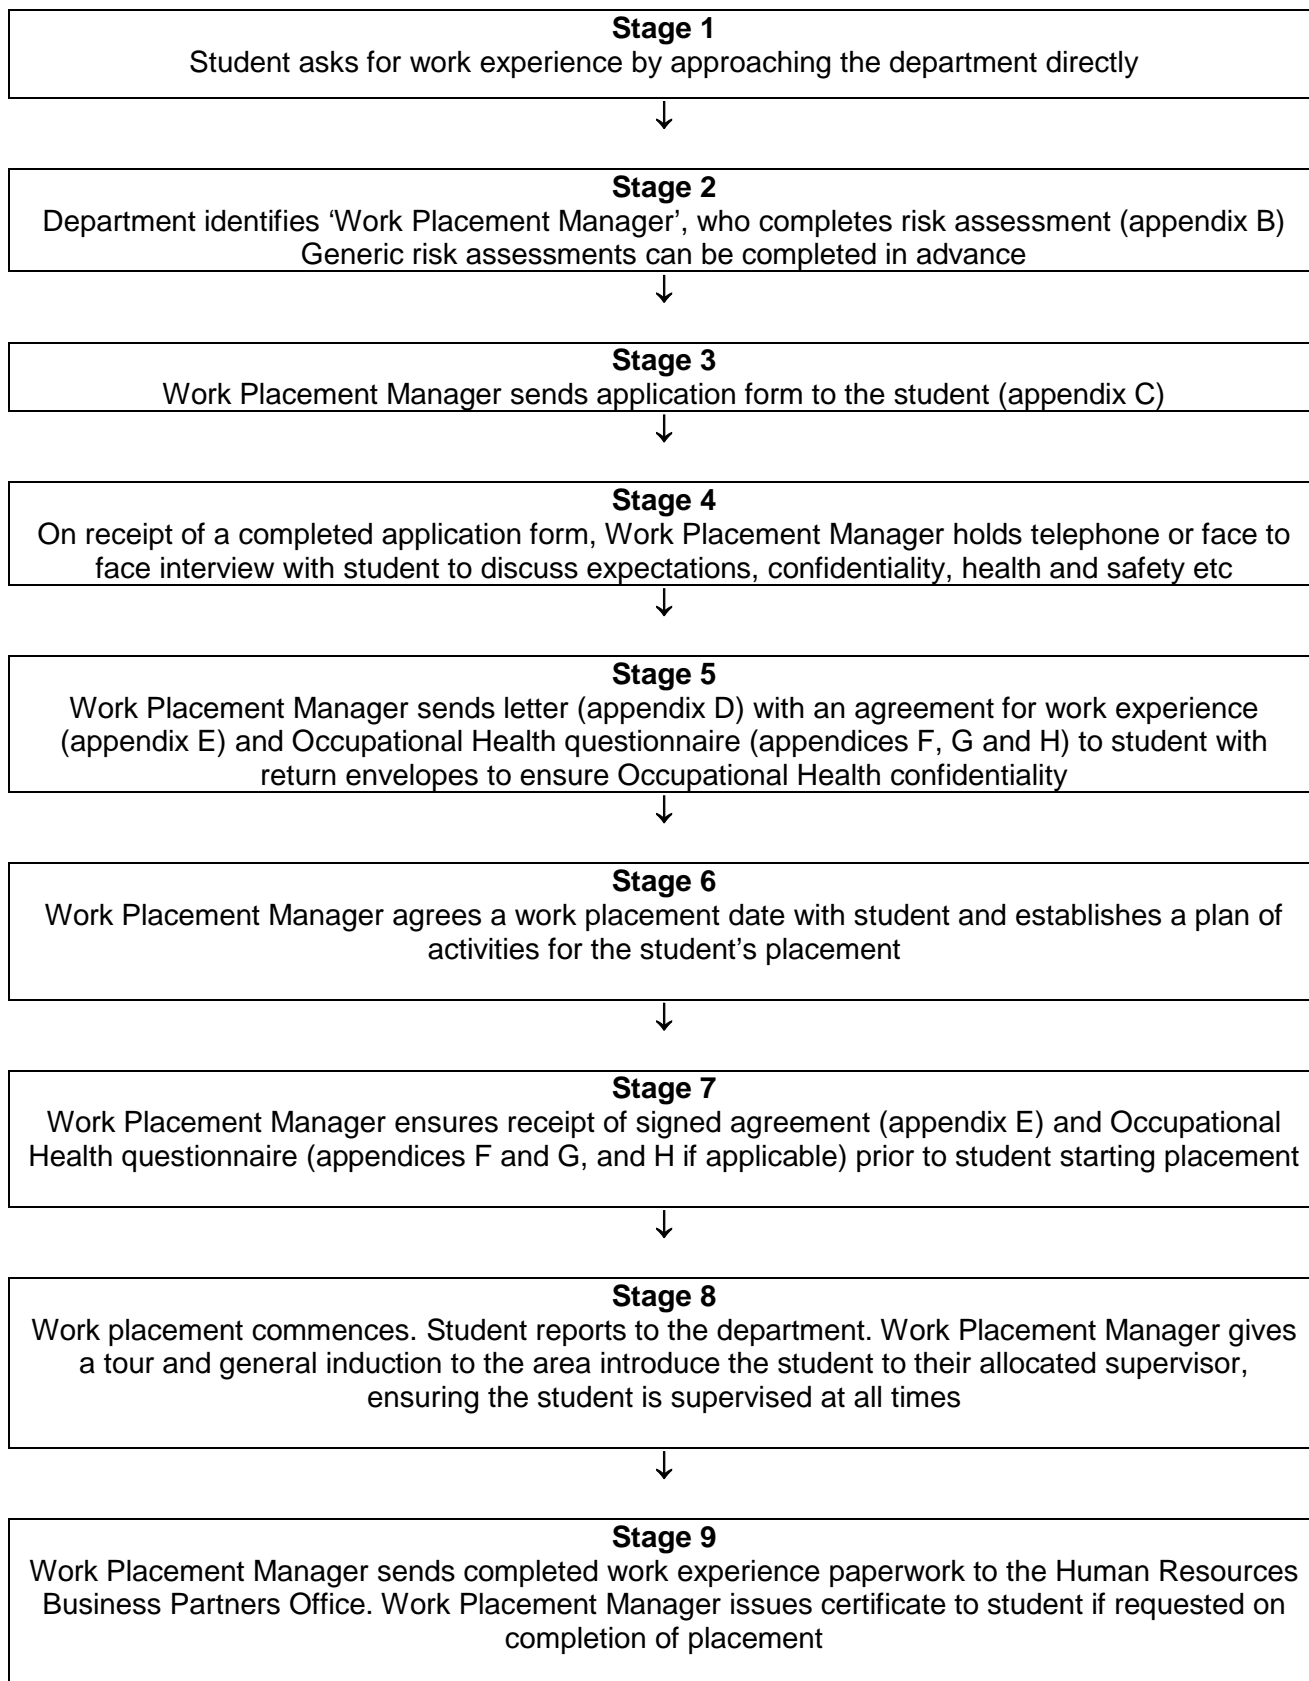 Stage 1
Student asks for work experience by approaching the department directly
↓
Stage 2
Department identifies ‘Work Placement Manager’, who completes risk assessment (appendix B)
Generic risk assessments can be completed in advance
↓
Stage 3
Work Placement Manager sends application form to the student (appendix C)
↓
Stage 4
On receipt of a completed application form, Work Placement Manager holds telephone or face to
face interview with student to discuss expectations, confidentiality, health and safety etc
↓
Stage 5
Work Placement Manager sends letter (appendix D) with an agreement for work experience
(appendix E) and Occupational Health questionnaire (appendices F, G and H) to student with
return envelopes to ensure Occupational Health confidentiality
↓
Stage 6
Work Placement Manager agrees a work placement date with student and establishes a plan of
activities for the student’s placement
↓
Stage 7
Work Placement Manager ensures receipt of signed agreement (appendix E) and Occupational
Health questionnaire (appendices F and G, and H if applicable) prior to student starting placement
↓
Stage 8
Work placement commences. Student reports to the department. Work Placement Manager gives
a tour and general induction to the area introduce the student to their allocated supervisor,
ensuring the student is supervised at all times
↓
Stage 9
Work Placement Manager sends completed work experience paperwork to the Human Resources
Business Partners Office. Work Placement Manager issues certificate to student if requested on
completion of placement